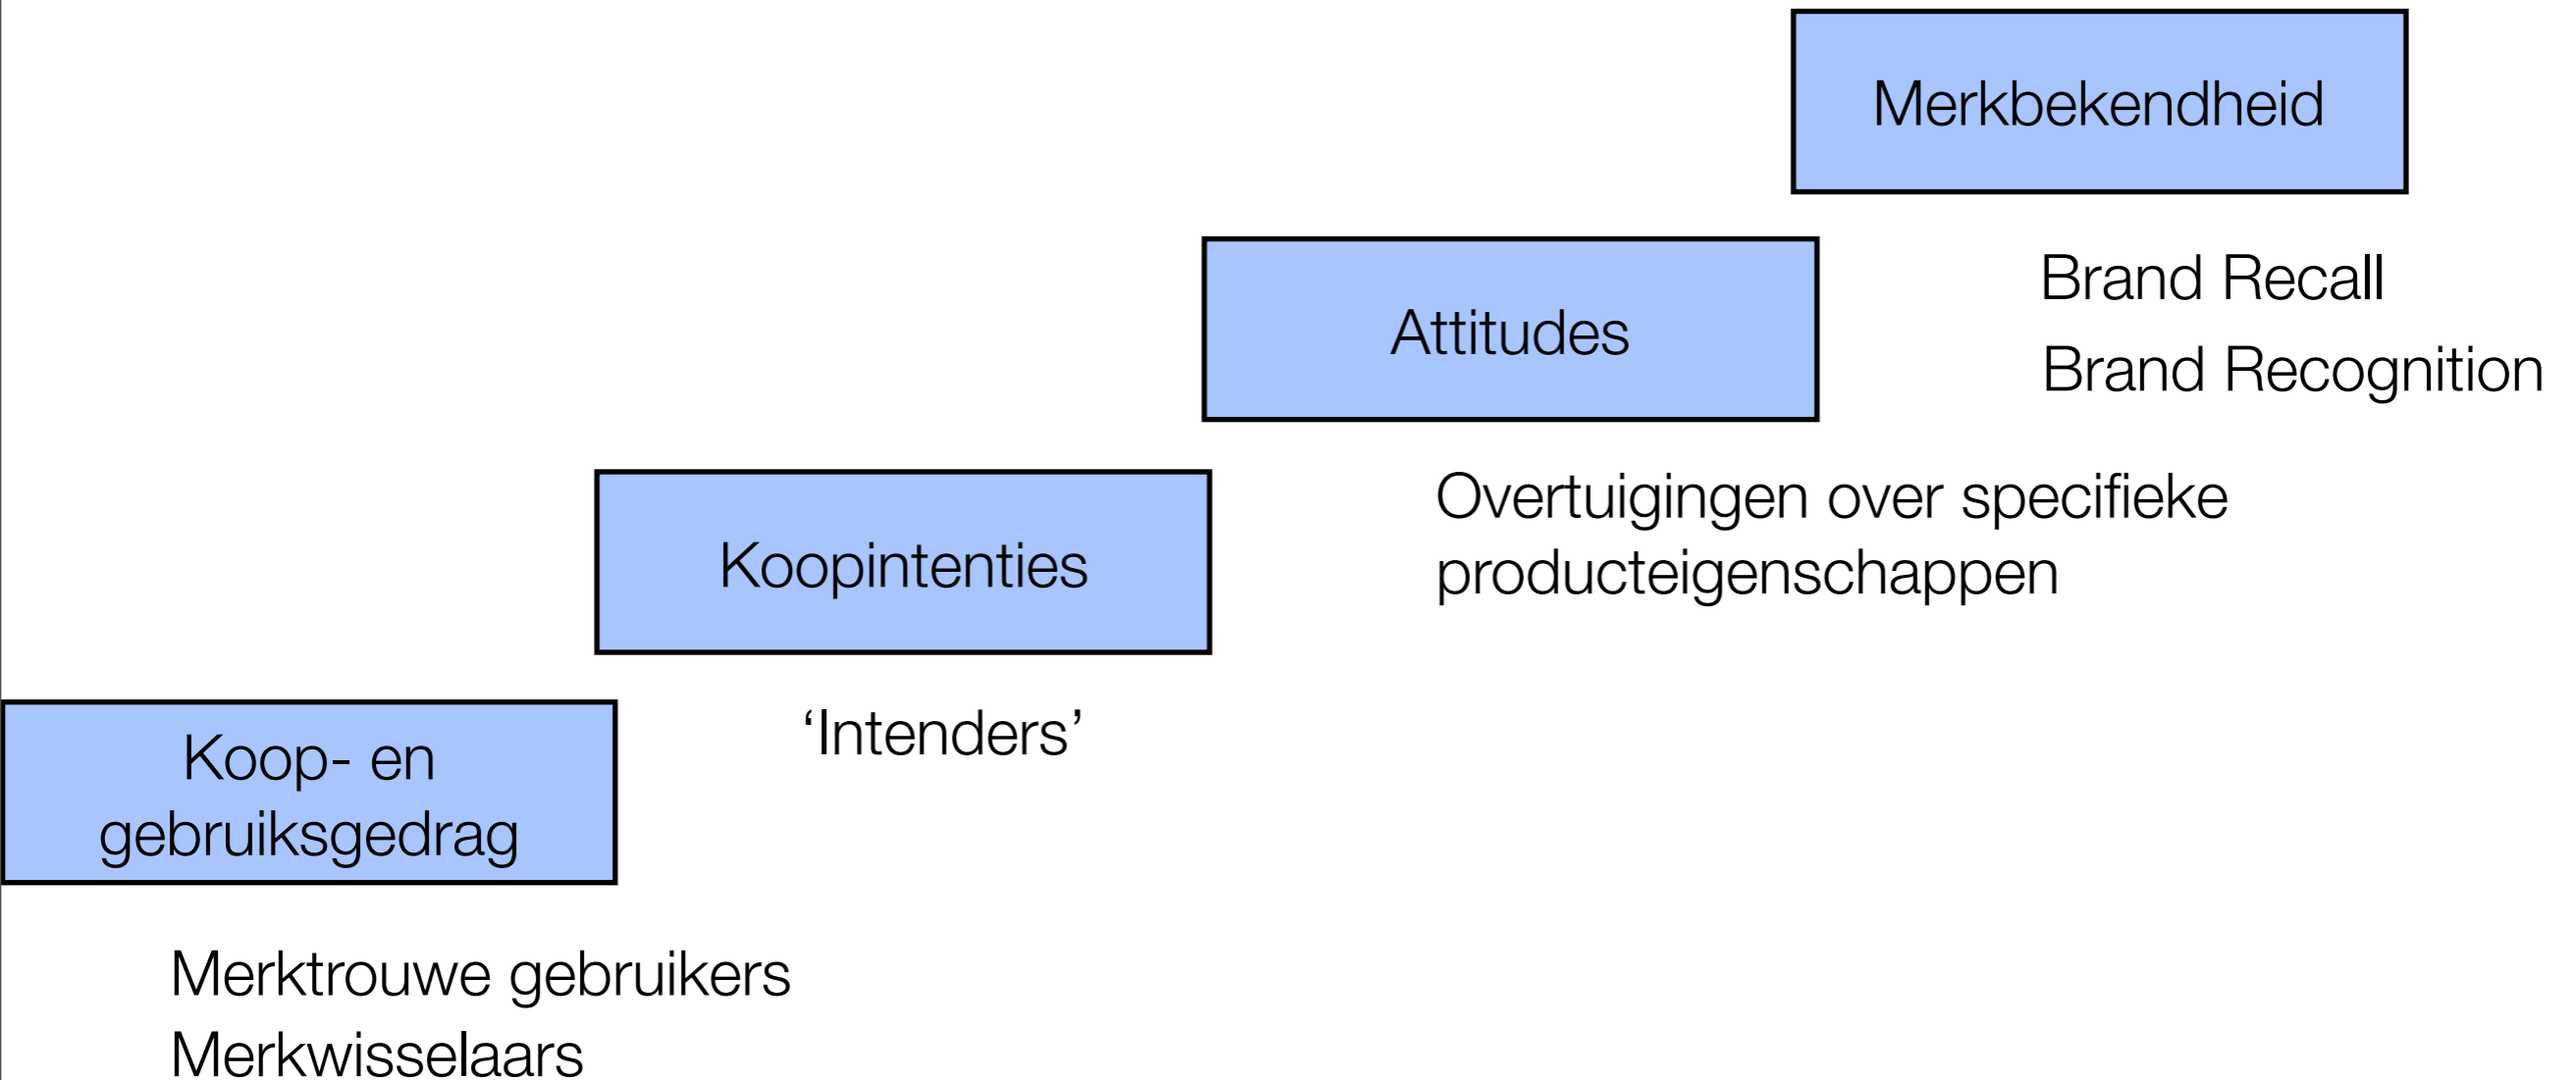 Merkbekendheid
Brand Recall
Brand Recognition
Attitudes
Overtuigingen over specifieke
producteigenschappen
Koopintenties
‘Intenders’
Koop- en
gebruiksgedrag
Merktrouwe gebruikers
Merkwisselaars